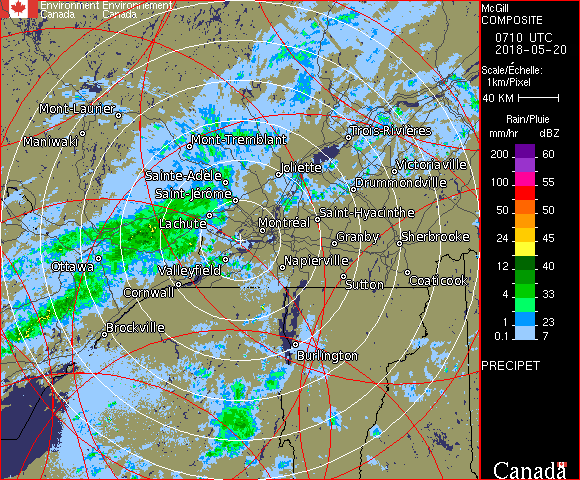 Environment Environnement
Canada Canada
McGill
COMPOSITE
0710 UTC
2018-05-20
Scale/Échelle:
1km/Pixel
40 KM
Rain/Pluie
mm/hr dBZ
200 60
100 55
50 50
24 45
12 40
4 33
1 23
0.1 7
PRECIPET
Canada
Mont-Laurier
Maniwaki
Mont-Tremblant
Trois-Rivières
Sainte-Adèle
Joliette
Victoriaville
Saint-Jérôme
Drummondville
Lachute
Montréal
Saint-Hyacinthe
Granby
Sherbrooke
Ottawa
Valleyfield
Napierville
Cornwall
Sutton
Coaticook
Brockville
Burlington